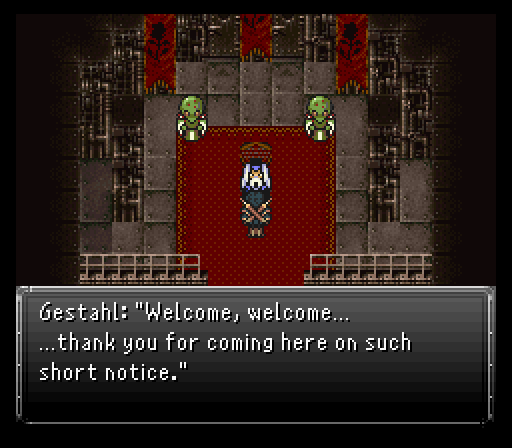 Gestahl: "Welcome, welcome...
...thank you for coming here on such
short notice."